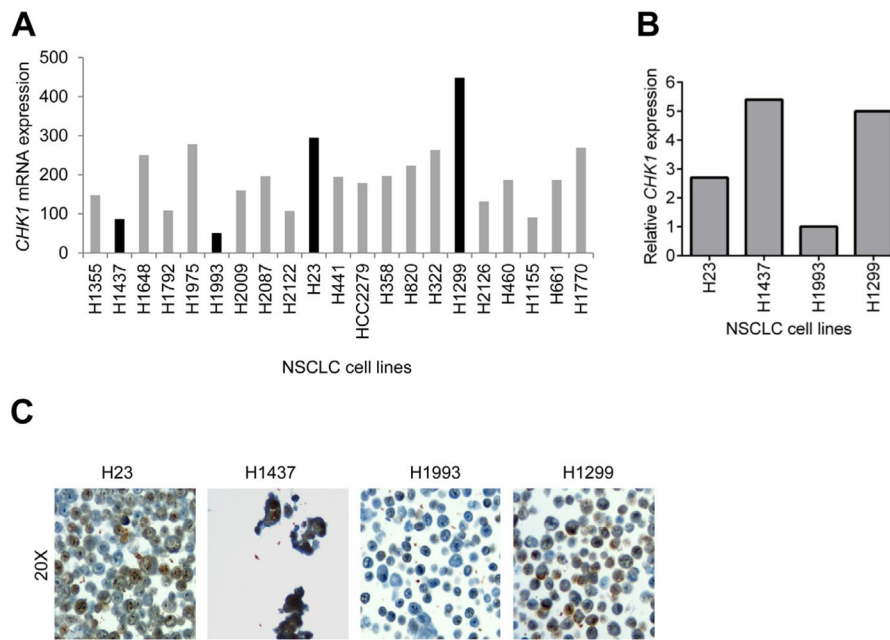 A
CHK1 mRNA expression
500
400
300
200
100
0
H1355
H1437
H1648
H1792
H1975
H1993
H2009
H2087
H2122
H23
H441
HCC2279
H358
H820
H322
H1299
H2126
H460
H1155
H661
H1770
NSCLC cell lines
B
Relative CHK1 expression
6
5
4
3
2
1
0
H23
H1437
H1993
H1299
NSCLC cell lines
C
H23 H1437 H1993 H1299
20X